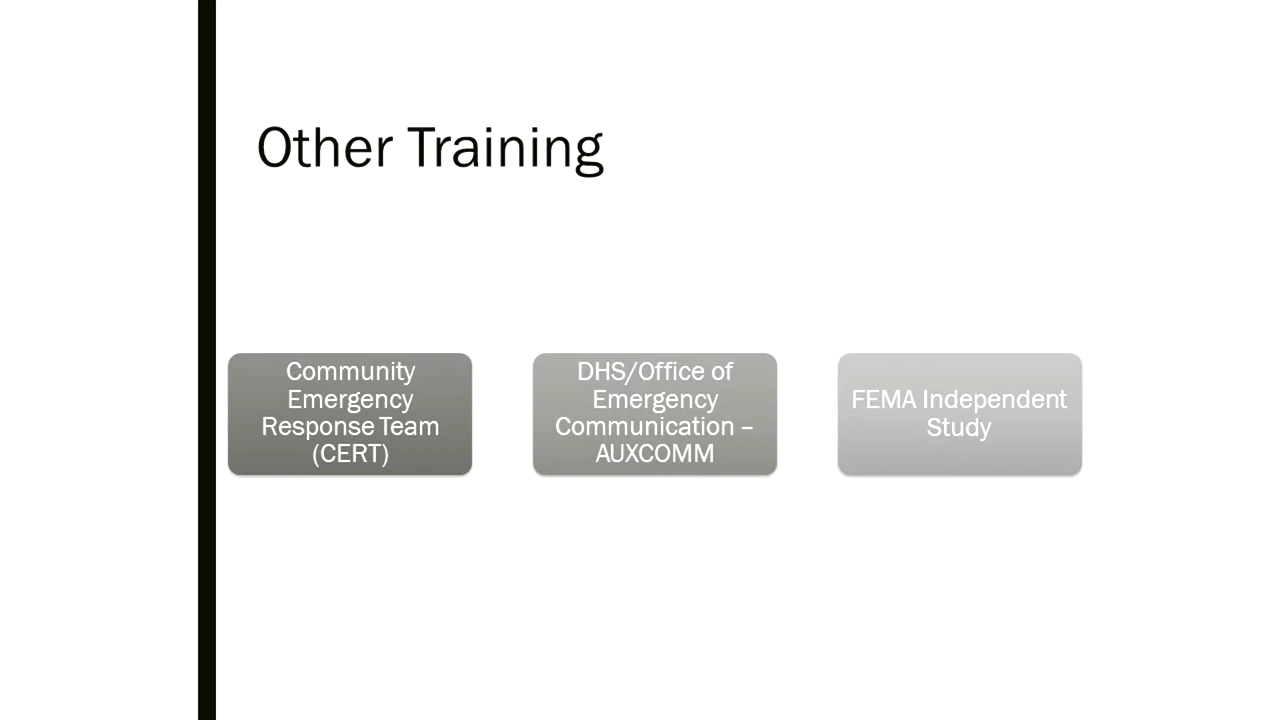 Other Training
Community
Emergency
Response Team
(CERT)
DHS/Office of
Emergency
Communication –
AUXCOMM
FEMA Independent
Study